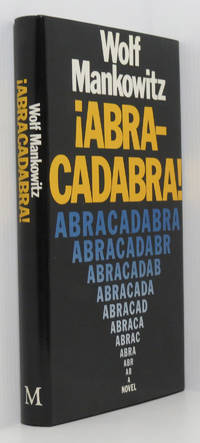 Wolf Mankowitz
¡ABRACADABRA!
M
Wolf
Mankowitz
¡ABRA-
CADABRA!
ABRACADABRA
ABRACADABR
ABRACADAB
ABRACADA
ABRACAD
ABRACA
ABRAC
ABRA
ABR
AB
A
NOVEL